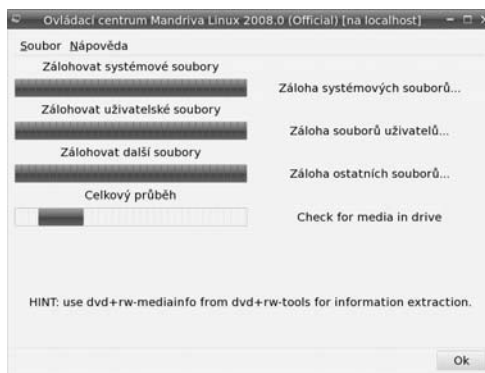 Ovládací centrum Mandriva Linux 2008.0 (Official) [na localhost]
Soubor Nápověda
Zálohovat systémové soubory
Záloha systémových souborů...
Zálohovat uživatelské soubory
Záloha souborů uživatelů...
Zálohovat další soubory
Záloha ostatních souborů...
Celkový průběh
Check for media in drive
HINT: use dvd+rw-mediainfo from dvd+rw-tools for information extraction.
Ok